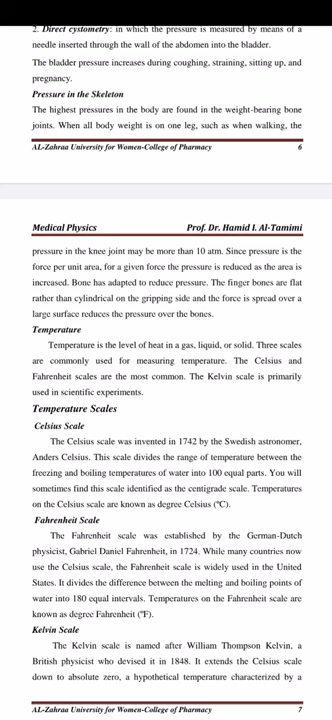 2. Direct cystometry: in which the pressure is measured by means of a
needle inserted through the wall of the abdomen into the bladder.
The bladder pressure increases during coughing, straining, sitting up, and
pregnancy.
Pressure in the Skeleton
The highest pressures in the body are found in the weight-bearing bone
joints. When all body weight is on one leg, such as when walking, the
AL-Zahraa University for Women-College of Pharmacy 6
Medical Physics Prof. Dr. Hamid I. Al-Tamimi
pressure in the knee joint may be more than 10 atm. Since pressure is the
force per unit area, for a given force the pressure is reduced as the area is
increased. Bone has adapted to reduce pressure. The finger bones are flat
rather than cylindrical on the gripping side and the force is spread over a
large surface reduces the pressure over the bones.
Temperature
Temperature is the level of heat in a gas, liquid, or solid. Three scales
are commonly used for measuring temperature. The Celsius and
Fahrenheit scales are the most common. The Kelvin scale is primarily
used in scientific experiments.
Temperature Scales
Celsius Scale
The Celsius scale was invented in 1742 by the Swedish astronomer,
Anders Celsius. This scale divides the range of temperature between the
freezing and boiling temperatures of water into 100 equal parts. You will
sometimes find this scale identified as the centigrade scale. Temperatures
on the Celsius scale are known as degree Celsius (ºC).
Fahrenheit Scale
The Fahrenheit scale was established by the German-Dutch
physicist, Gabriel Daniel Fahrenheit, in 1724. While many countries now
use the Celsius scale, the Fahrenheit scale is widely used in the United
States. It divides the difference between the melting and boiling points of
water into 180 equal intervals. Temperatures on the Fahrenheit scale are
known as degree Fahrenheit (ºF).
Kelvin Scale
The Kelvin scale is named after William Thompson Kelvin, a
British physicist who devised it in 1848. It extends the Celsius scale
down to absolute zero, a hypothetical temperature characterized by a
AL-Zahraa University for Women-College of Pharmacy 7